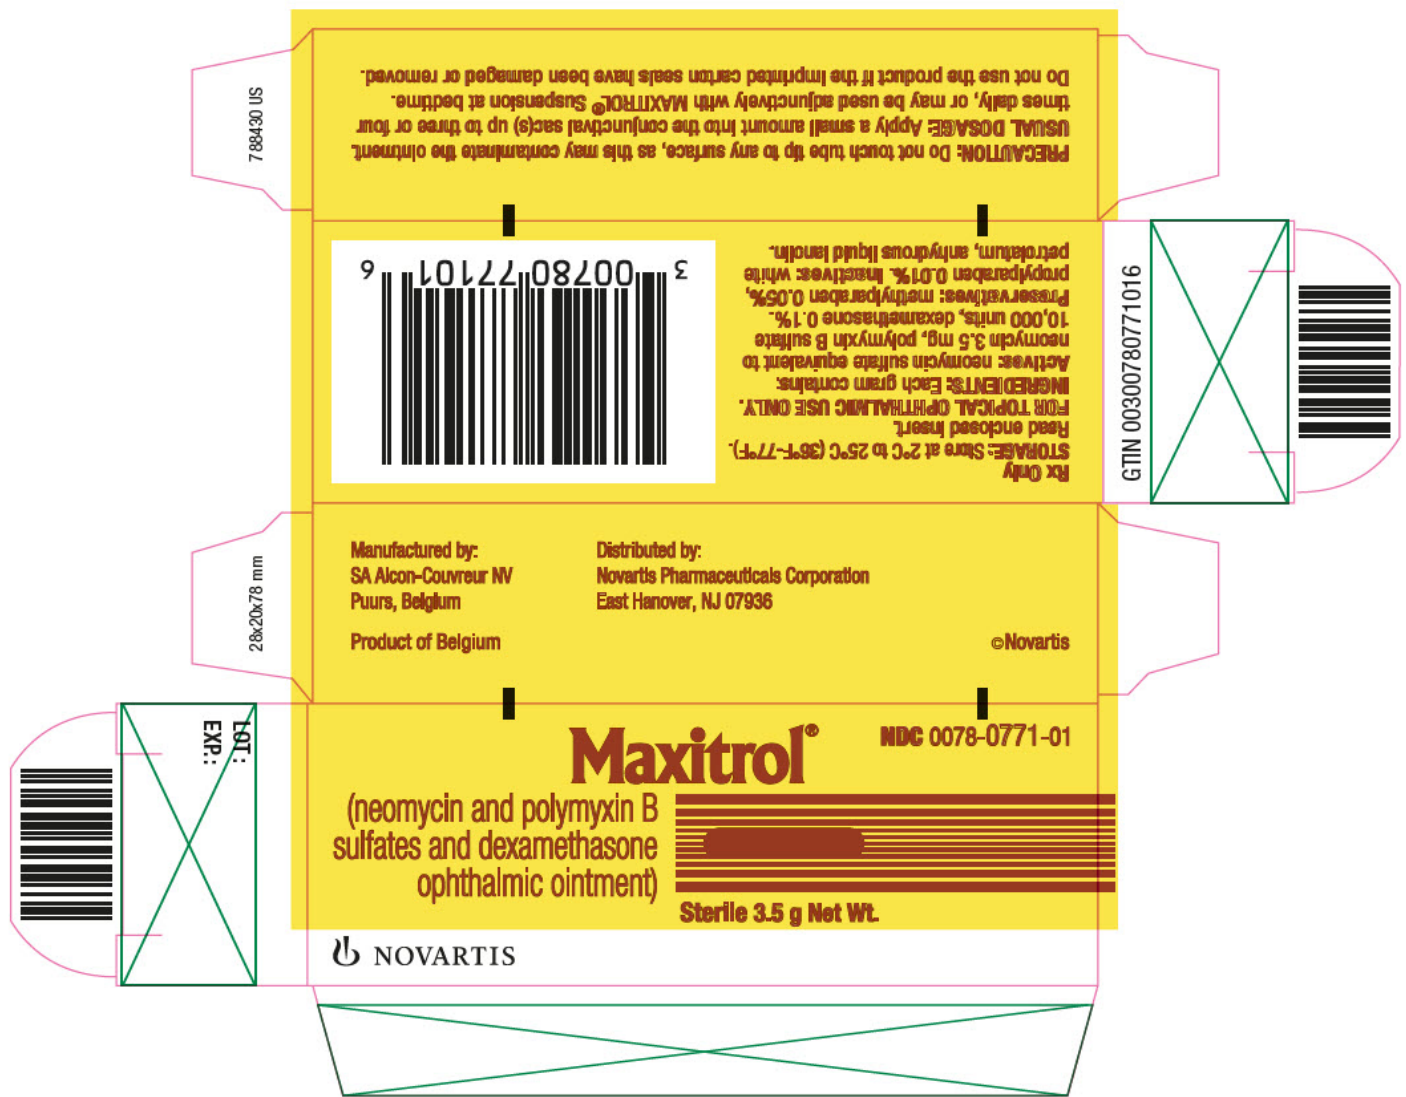 PRECAUTION: Do not touch tube tip to any surface, as this may contaminate the ointment.
USUAL DOSAGE: Apply a small amount into the conjunctival sac(s) up to three or four
times daily, or may be used adjunctively with MAXITROL® Suspension at bedtime.
Do not use the product if the imprinted carton seals have been damaged or removed.
788430 US
Rx Only
STORAGE: Store at 2°C to 25°C (36°F-77°F).
Read enclosed insert.
FOR TOPICAL OPHTHALMIC USE ONLY.
INGREDIENTS: Each gram contains:
Actives: neomycin sulfate equivalent to
neomycin 3.5 mg, polymyxin B sulfate
10,000 units, dexamethasone 0.1%.
Preservatives: methylparaben 0.05%,
propylparaben 0.01%. Inactives: white
petrolatum, anhydrous liquid lanolin.
3 00780 77101 6
GTIN 00300780771016
Manufactured by:
SA Alcon-Couvreur NV
Puurs, Belgium
Product of Belgium
Distributed by:
Novartis Pharmaceuticals Corporation
East Hanover, NJ 07936
©Novartis
28x20x78 mm
LOT :
EXP.:
Maxitrol®
NDC 0078-0771-01
(neomycin and polymyxin B
sulfates and dexamethasone
ophthalmic ointment)
Sterile 3.5 g Net Wt.
NOVARTIS